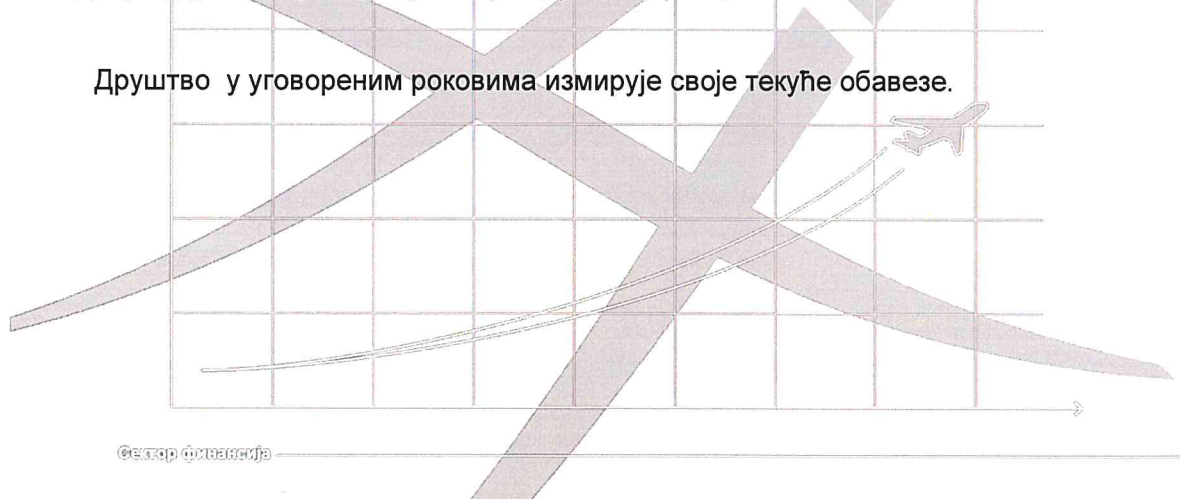 Друштво у уговореним роковима измирује своје текуће обавезе.
Сектор финансија